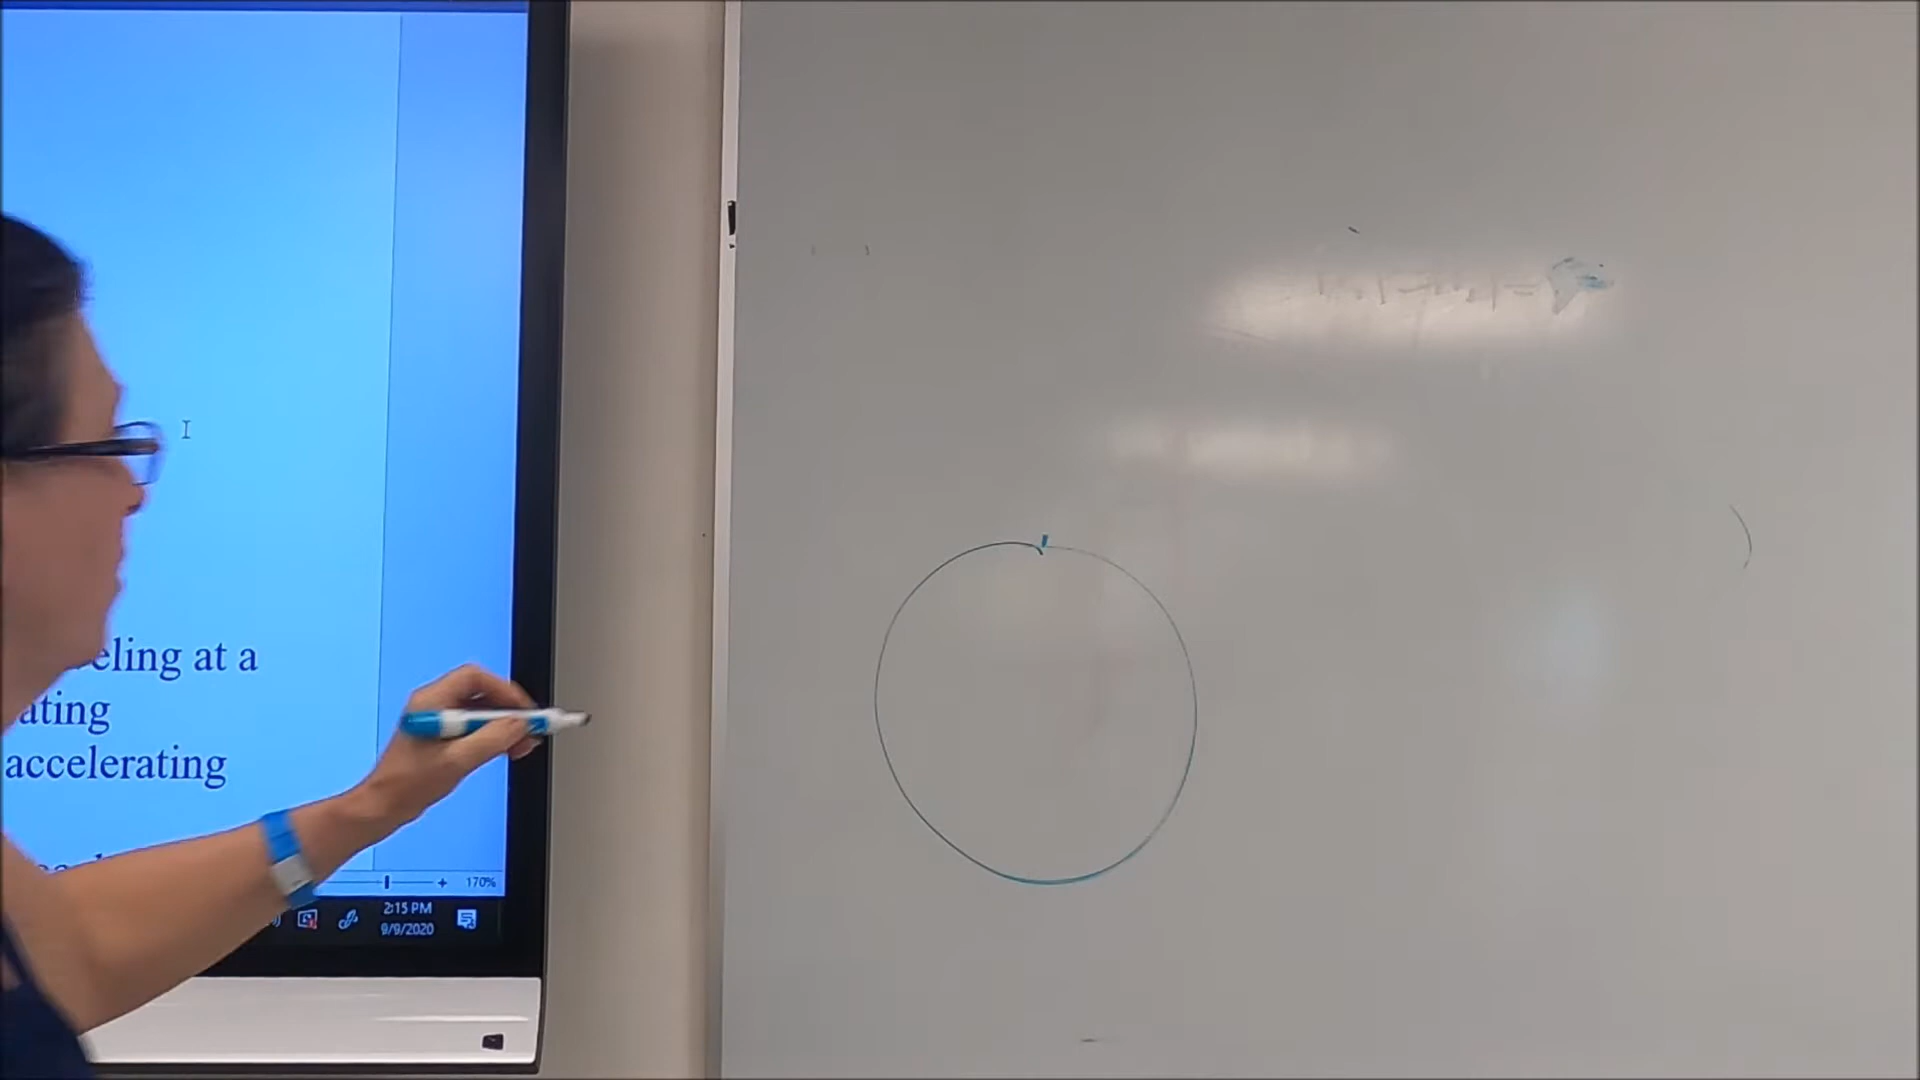 eling at a
ating
accelerating
170%
2:15 PM
9/9/2020